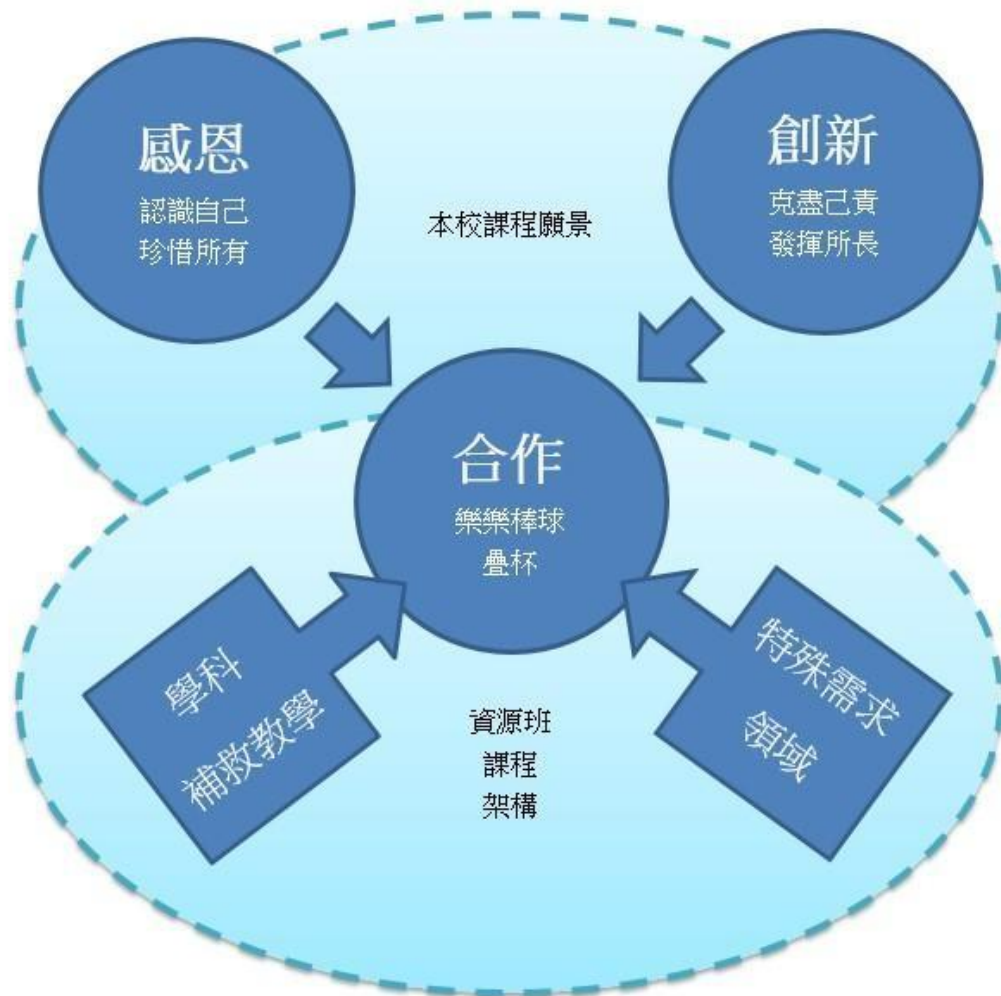 感恩
認識自己
珍借所有
創新
克盡己責
發揮所長
本校課程願景
合作
樂樂棒球
疊杯
學科
補救教學
特殊需求
領域
資源班
課程
架構